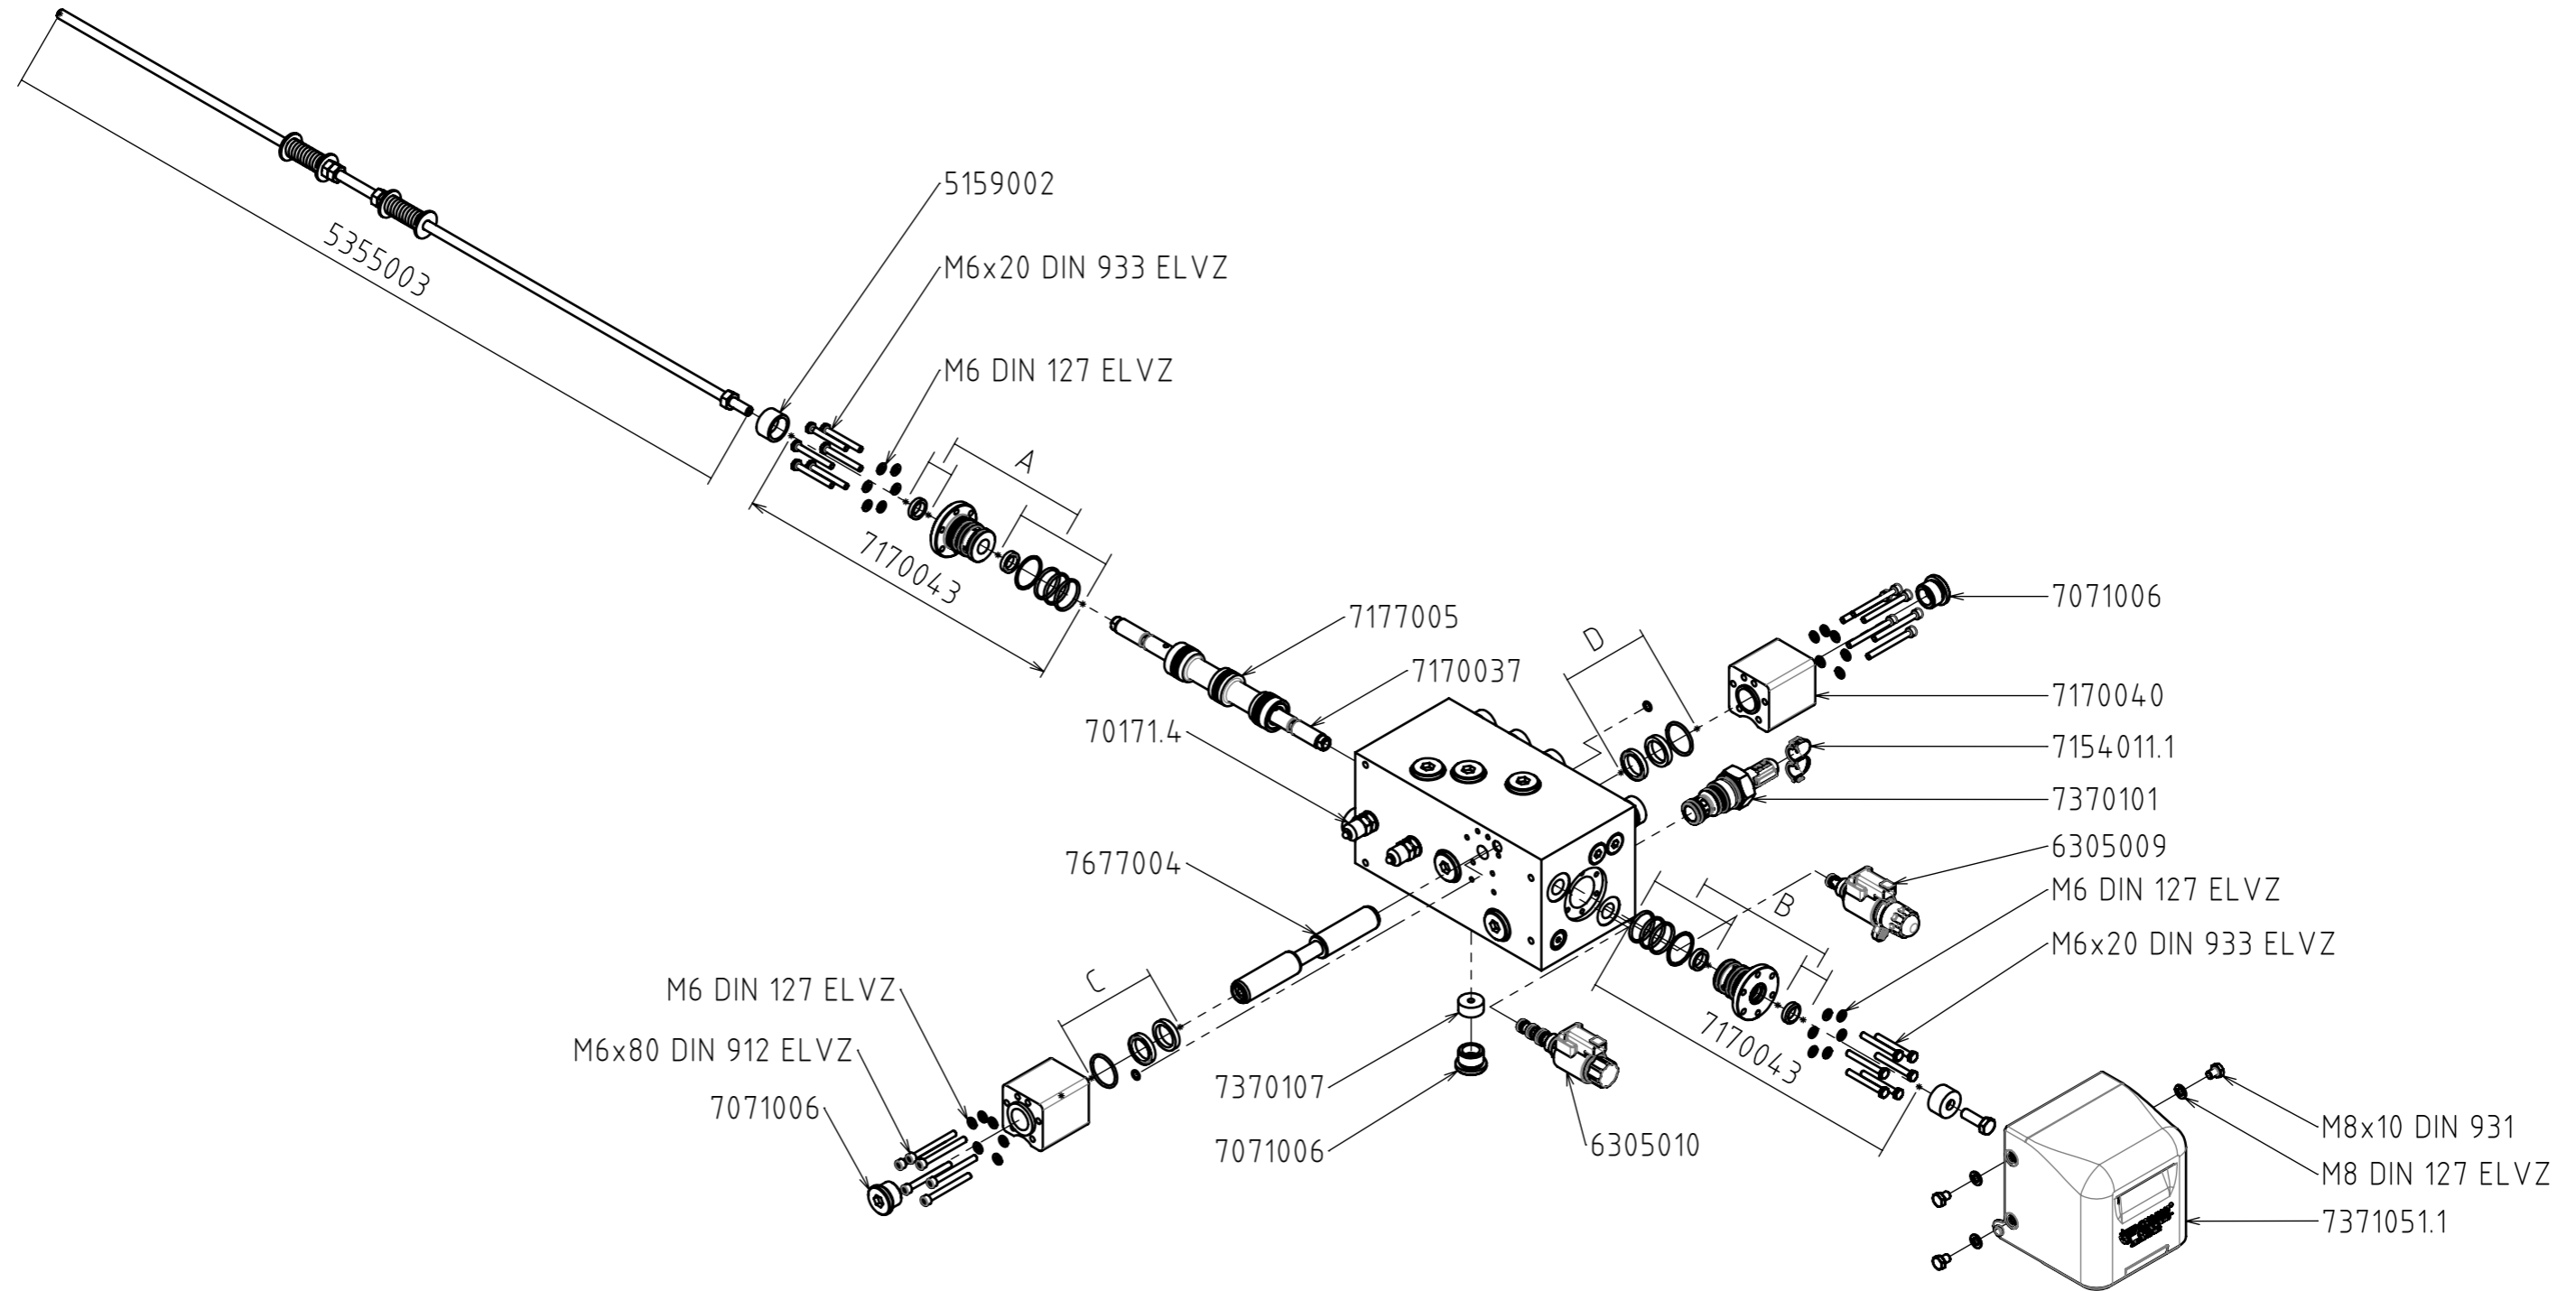 5355003
5159002
M6x20 DIN 933 ELVZ
M6 DIN 127 ELVZ
A
7170043
7177005
7170037
70171.4
7677004
D
7071006
7170040
7154011.1
7370101
6305009
M6 DIN 127 ELVZ
M6x20 DIN 933 ELVZ
B
7170043
C
M6 DIN 127 ELVZ
M6x80 DIN 912 ELVZ
7071006
7370107
7071006
6305010
M8x10 DIN 931
M8 DIN 127 ELVZ
7371051.1